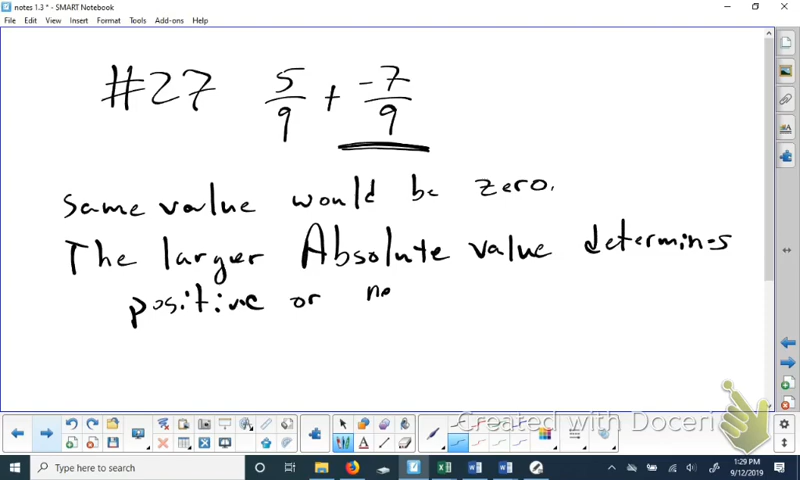 notes 1.3 * - SMART Notebook
File Edit View Insert Format Tools Add-ons Help
#27 5/9 + -7/9
same value would be zero.
The larger Absolute value determines
positive or ne
Created with Doceri
Type here to search
1:29 PM
9/12/2019